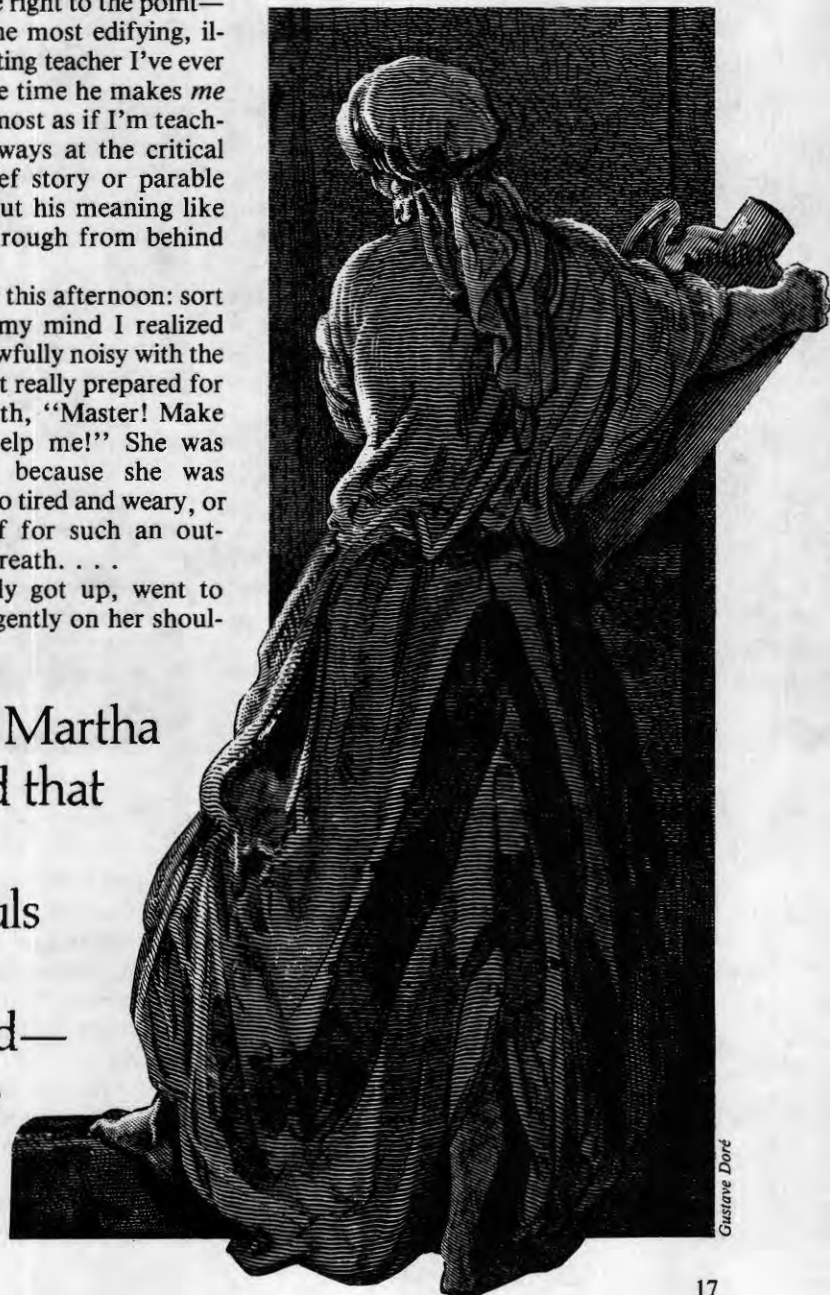 e right to the point—
ne most edifying, il-
ting teacher I've ever
e time he makes me
most as if I'm teach-
ways at the critical
ef story or parable
ut his meaning like
rough from behind
this afternoon: sort
my mind I realized
wfully noisy with the
t really prepared for
th, “Master! Make
elp me!” She was
because she was
o tired and weary, or
f for such an out-
reath. . . .
ly got up, went to
gently on her shoul-
Martha
d that
uls
d—
Gustave Doré
17